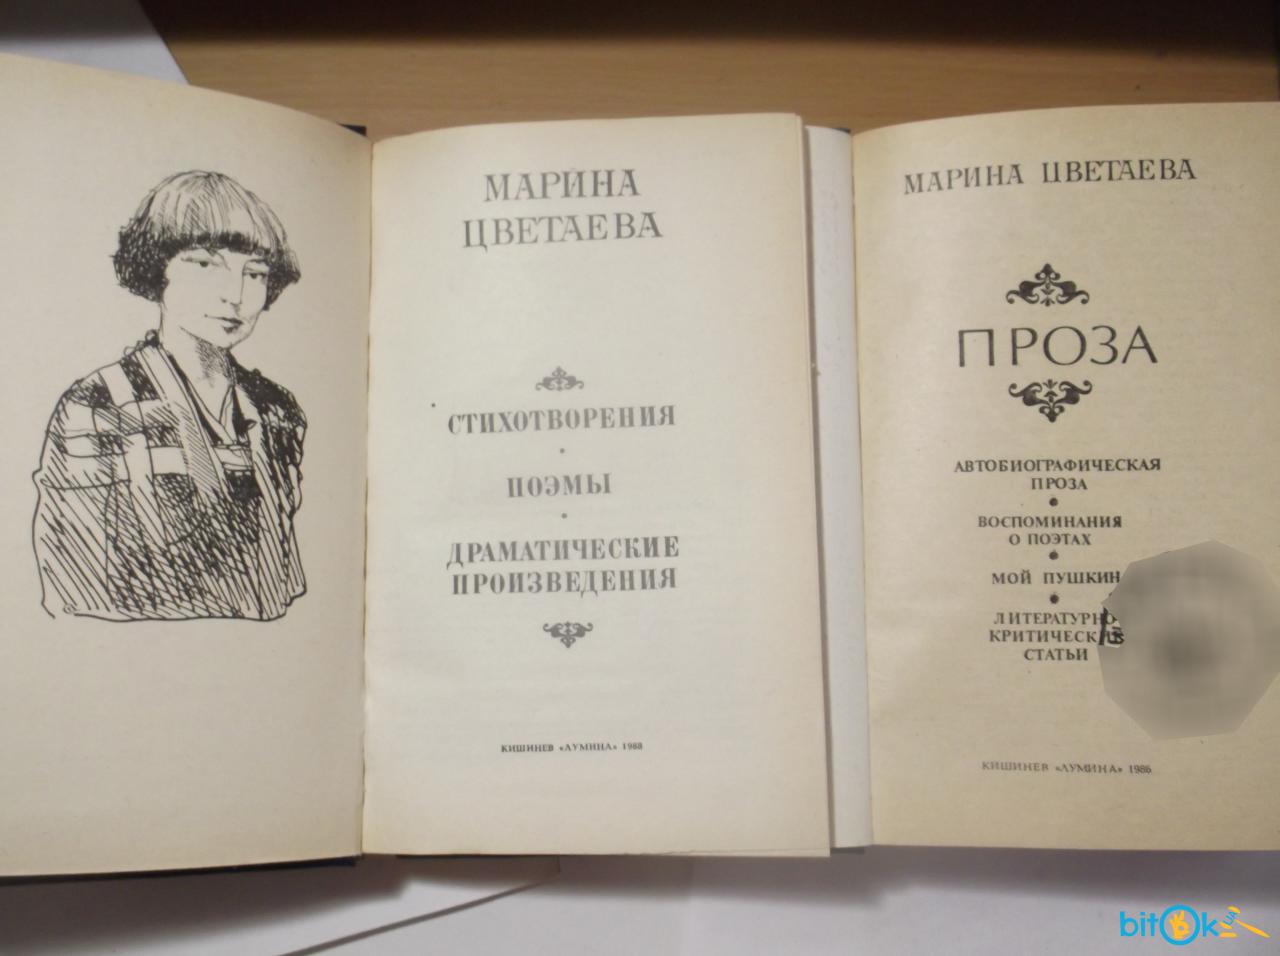 МАРИНА
ЦВЕТАЕВА
СТИХОТВОРЕНИЯ
ПОЭМЫ
ДРАМАТИЧЕСКИЕ
ПРОИЗВЕДЕНИЯ
КИШИНЕВ «ЛУМИНА» 1988
МАРИНА ЦВЕТАЕВА
ПРОЗА
АВТОБИОГРАФИЧЕСКАЯ
ПРОЗА
ВОСПОМИНАНИЯ
О ПОЭТАХ
МОЙ ПУШКИН
ЛИТЕРАТУРНО-
КРИТИЧЕСКИЕ
СТАТЬИ
КИШИНЕВ «ЛУМИНА» 1986
bitOk